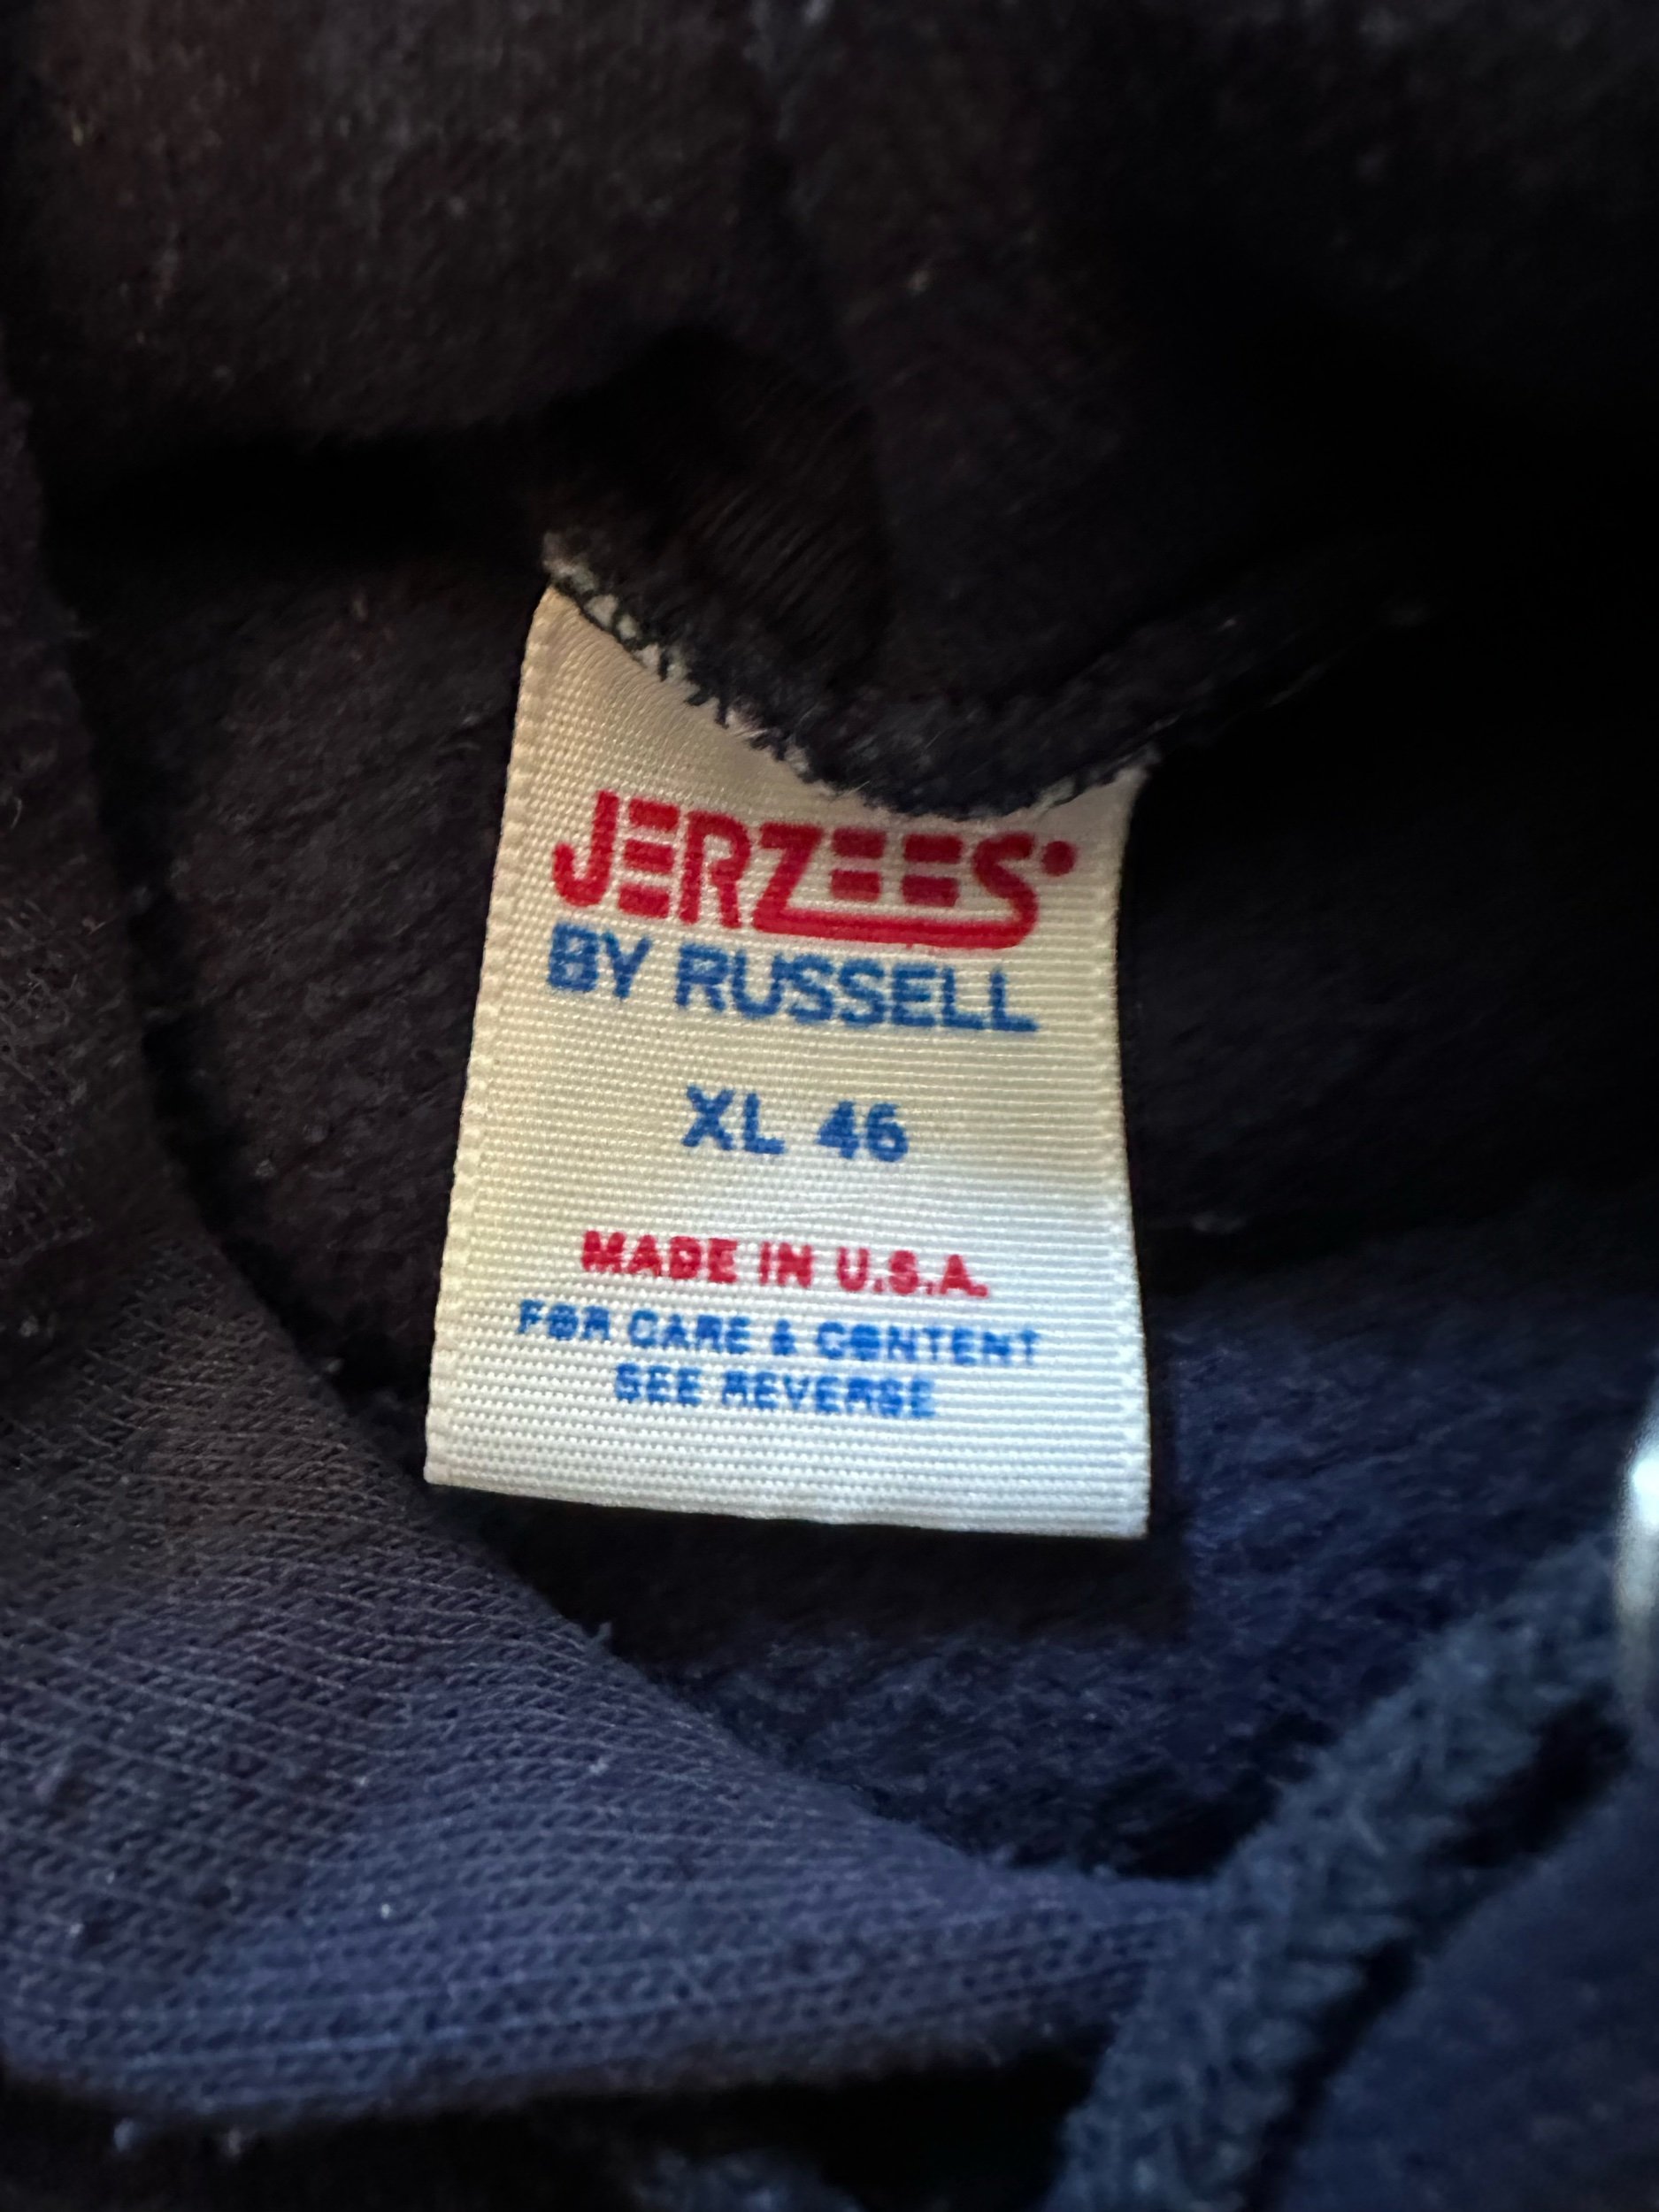 JERZEES
BY RUSSELL
XL 46
MADE IN U.S.A.
FOR CARE & CONTENT
SEE REVERSE